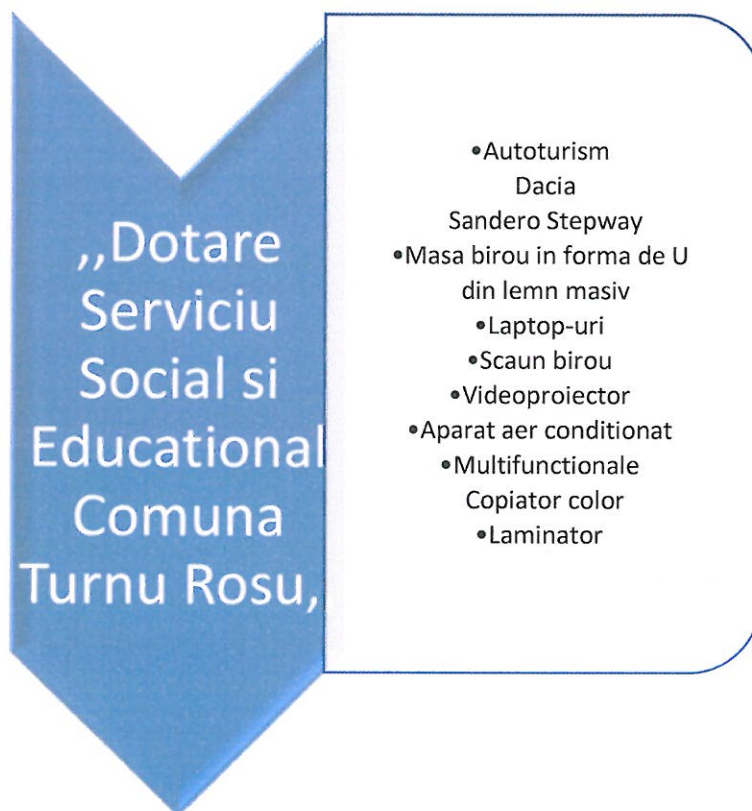 ,,Dotare
Serviciu
Social si
Educational
Comuna
Turnu Rosu,
•Autoturism
Dacia
Sandero Stepway
•Masa birou in forma de U
din lemn masiv
•Laptop-uri
•Scaun birou
•Videoproiector
•Aparat aer conditionat
•Multifunctionale
Copiator color
•Laminator